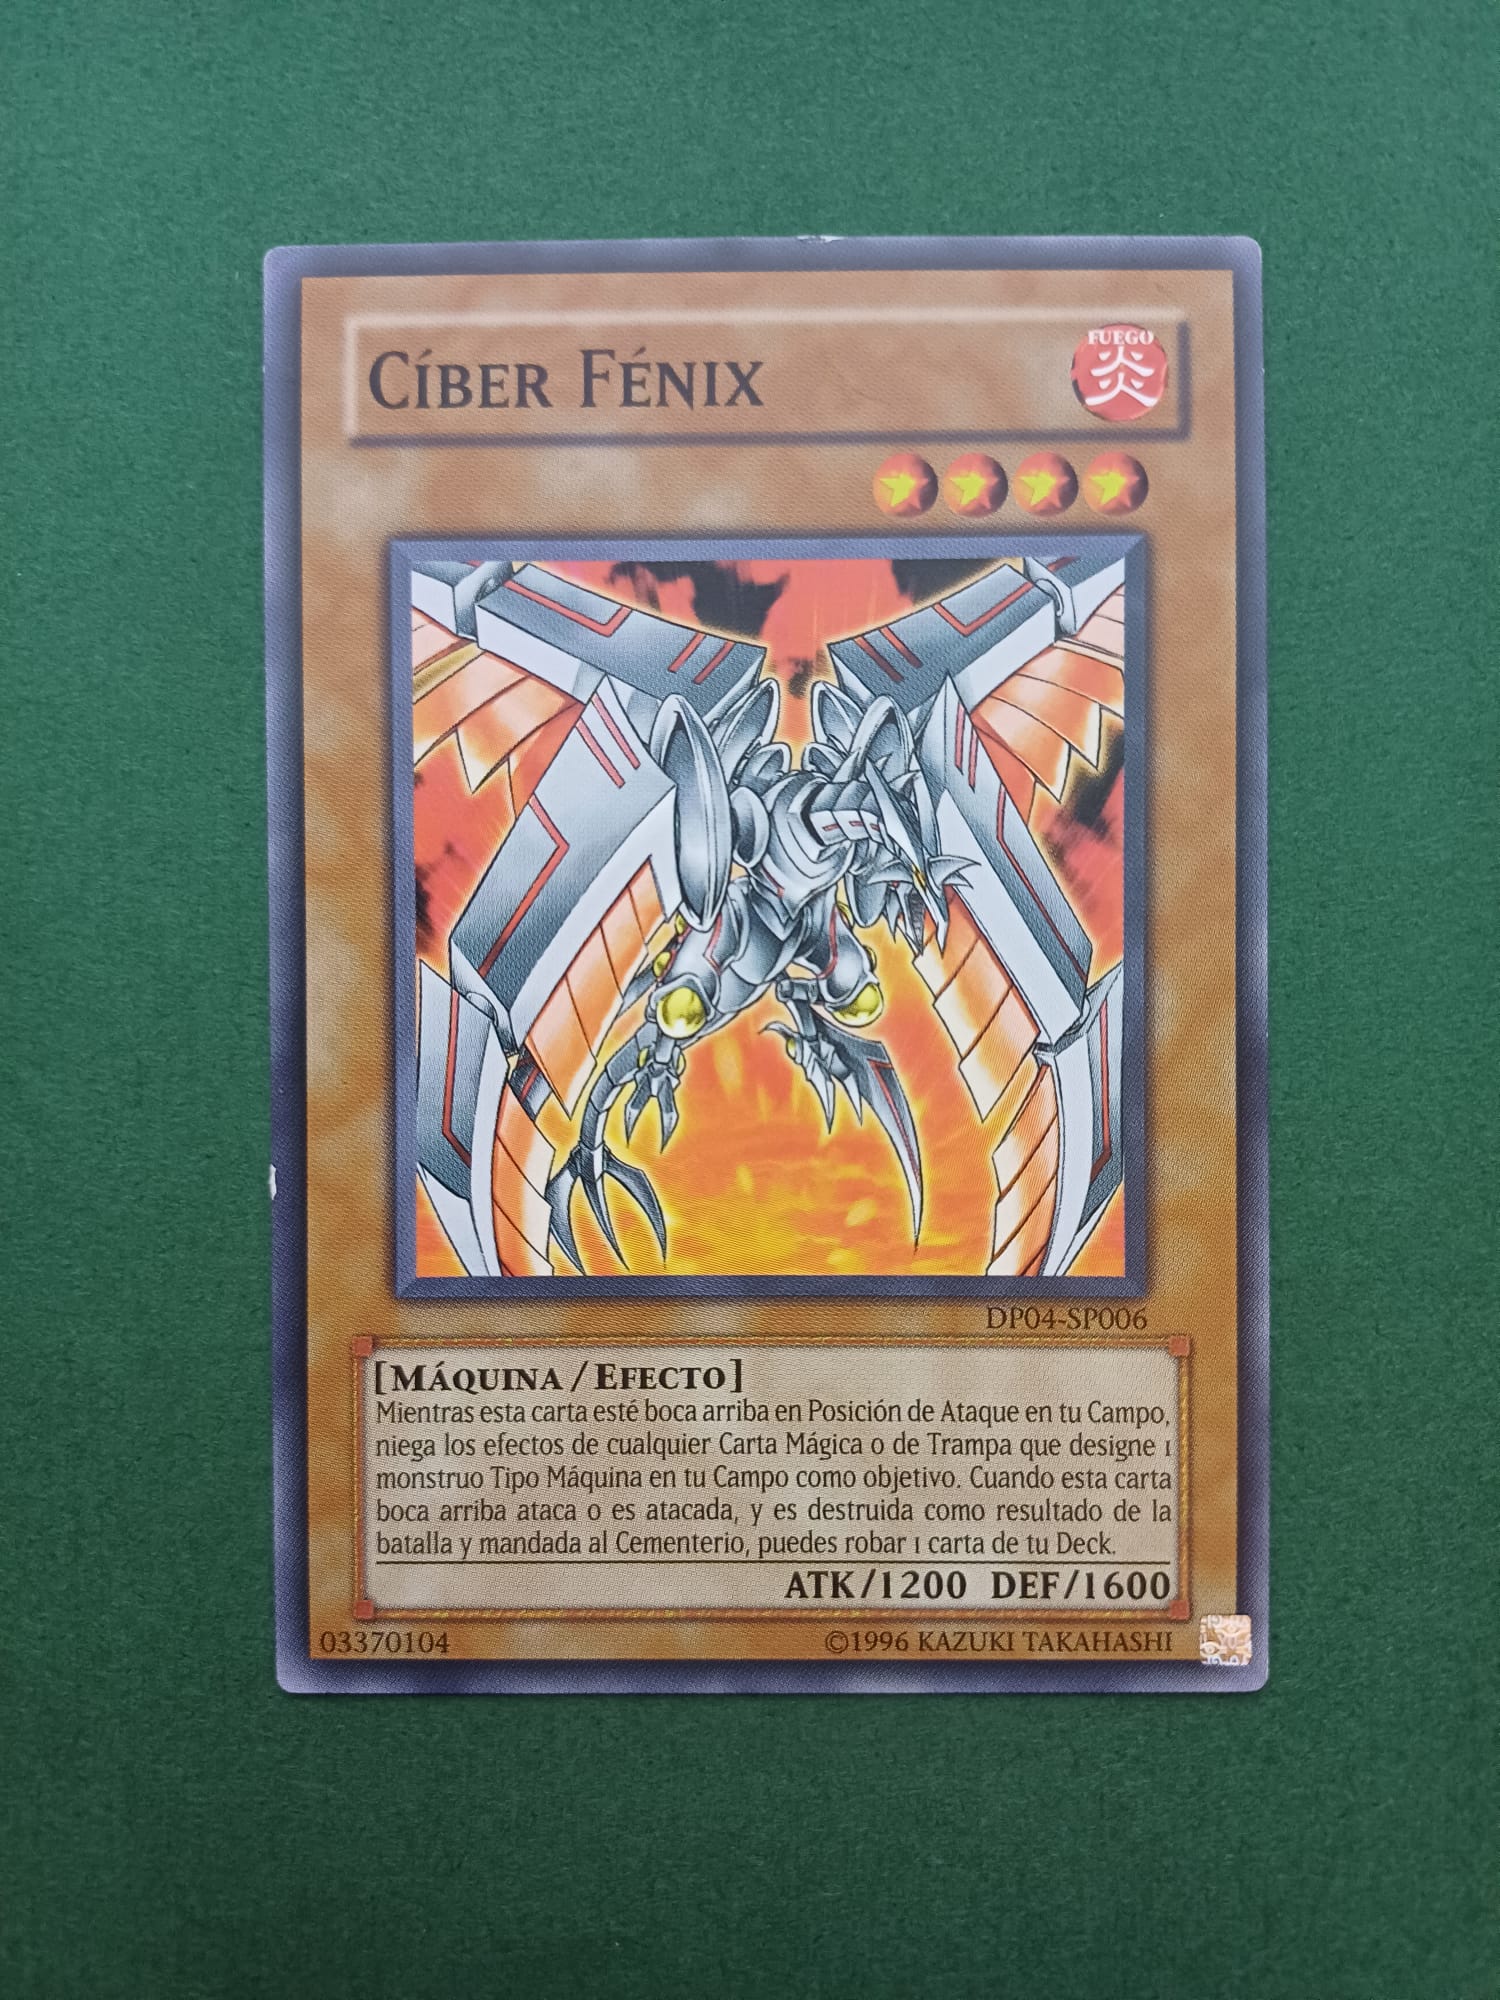 CÍBER FÉNIX
FUEGO
炎
DP04-SP006
[MÁQUINA/EFECTO]
Mientras esta carta esté boca arriba en Posición de Ataque en tu Campo,
niega los efectos de cualquier Carta Mágica o de Trampa que designe 1
monstruo Tipo Máquina en tu Campo como objetivo. Cuando esta carta
boca arriba ataca o es atacada, y es destruida como resultado de la
batalla y mandada al Cementerio, puedes robar 1 carta de tu Deck.
ATK/1200 DEF/1600
03370104
©1996 KAZUKI TAKAHASHI